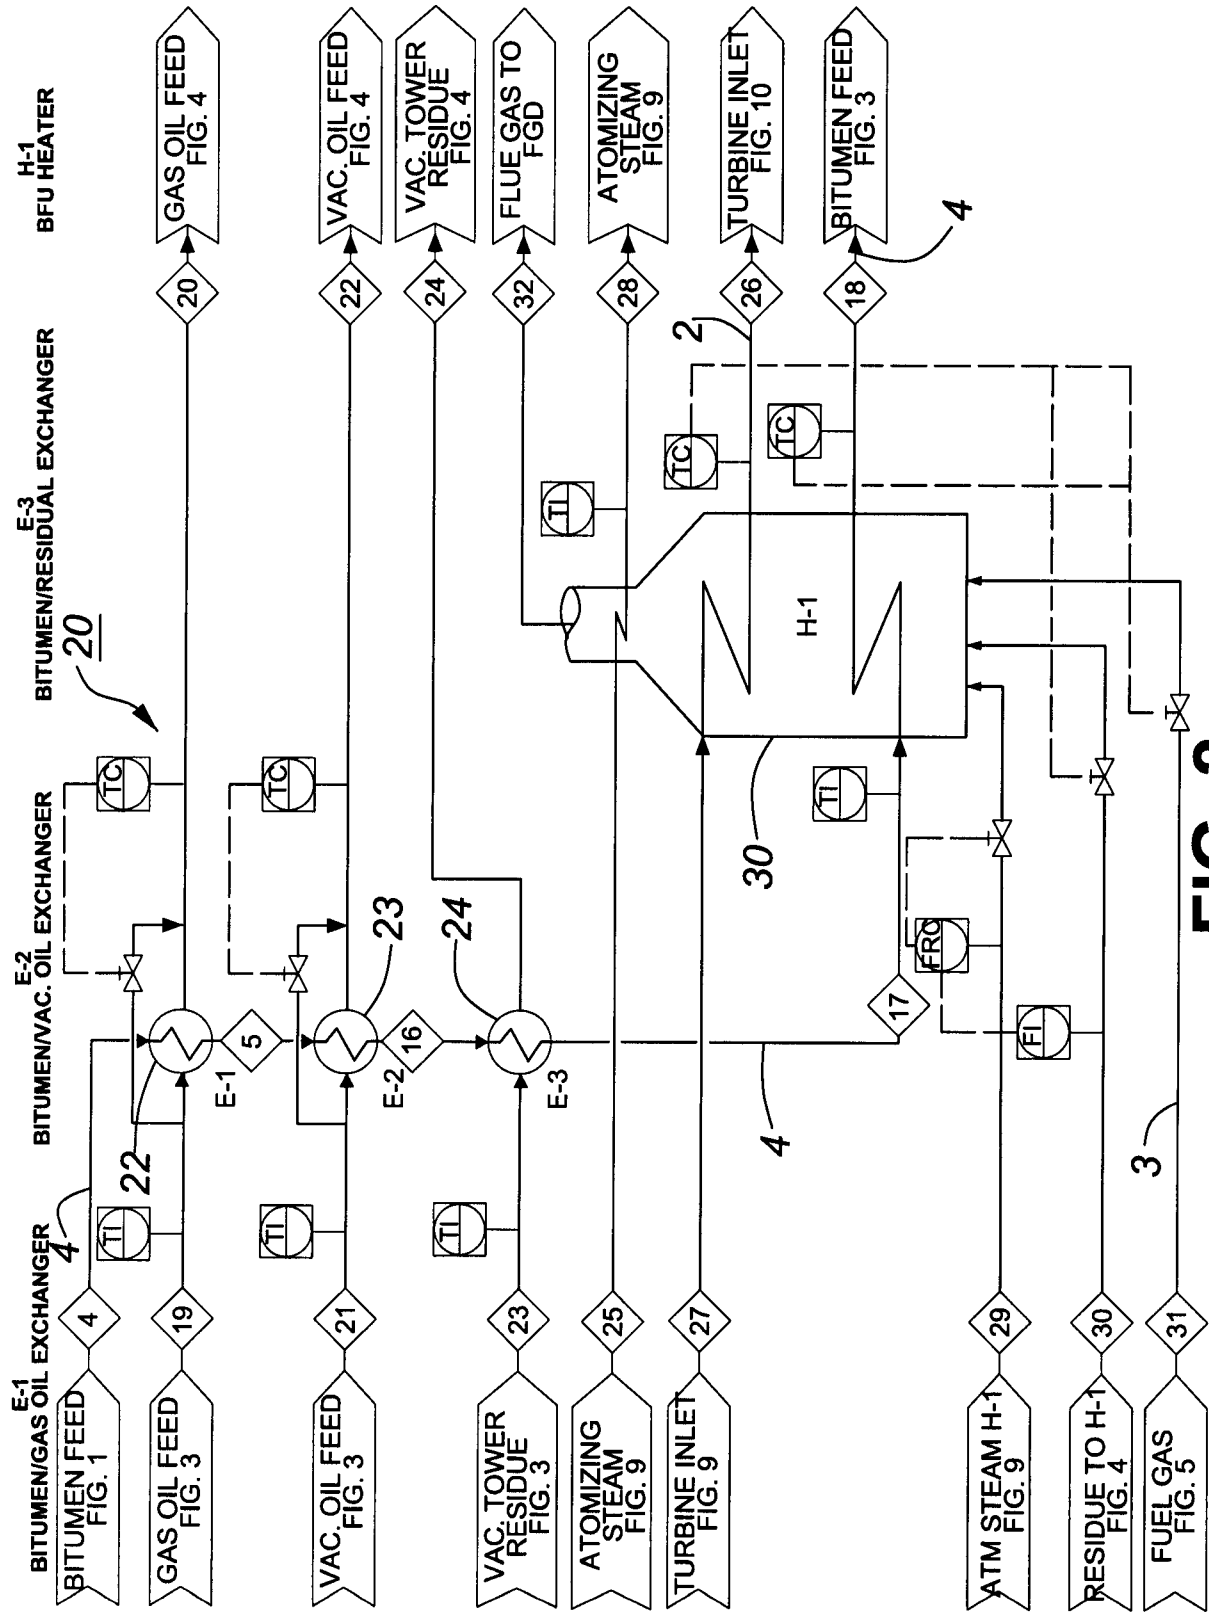 E-1
BITUMEN/GAS OIL EXCHANGER
E-2
BITUMEN/VAC. OIL EXCHANGER
E-3
BITUMEN/RESIDUAL EXCHANGER
H-1
BFU HEATER
BITUMEN FEED
FIG. 1
4
4
GAS OIL FEED
FIG. 3
19
TI
22
E-1
5
TC
20
20
GAS OIL FEED
FIG. 4
VAC. OIL FEED
FIG. 3
21
TI
E-2
16
23
TC
22
VAC. OIL FEED
FIG. 4
VAC. TOWER
RESIDUE
FIG. 3
23
TI
E-3
24
24
VAC. TOWER
RESIDUE
FIG. 4
32
FLUE GAS TO
FGD
ATOMIZING
STEAM
FIG. 9
25
TI
28
ATOMIZING
STEAM
FIG. 9
TURBINE INLET
FIG. 9
27
TC
2
26
TURBINE INLET
FIG. 10
4
17
TI
30
H-1
TC
18
4
BITUMEN FEED
FIG. 3
ATM STEAM H-1
FIG. 9
29
FRC
RESIDUE TO H-1
FIG. 4
30
FI
FUEL GAS
FIG. 5
31
3